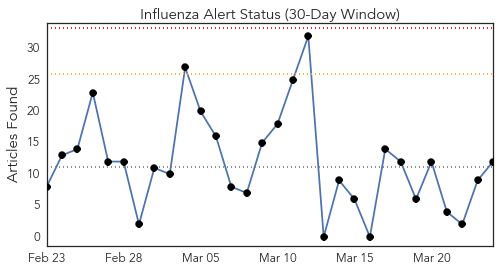 Influenza Alert Status (30-Day Window)
Articles Found
30
25
20
15
10
5
0
Feb 23 Feb 28 Mar 05 Mar 10 Mar 15 Mar 20